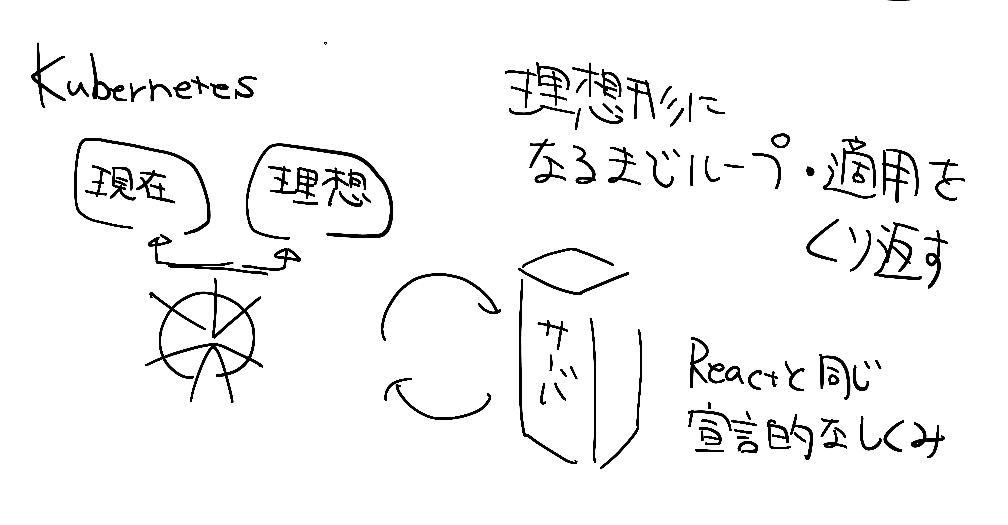 Kubernetes
現在
理想
理想形に
なるまでループ・適用を
くり返す
サーバ
Reactと同じ
宣言的なしくみ